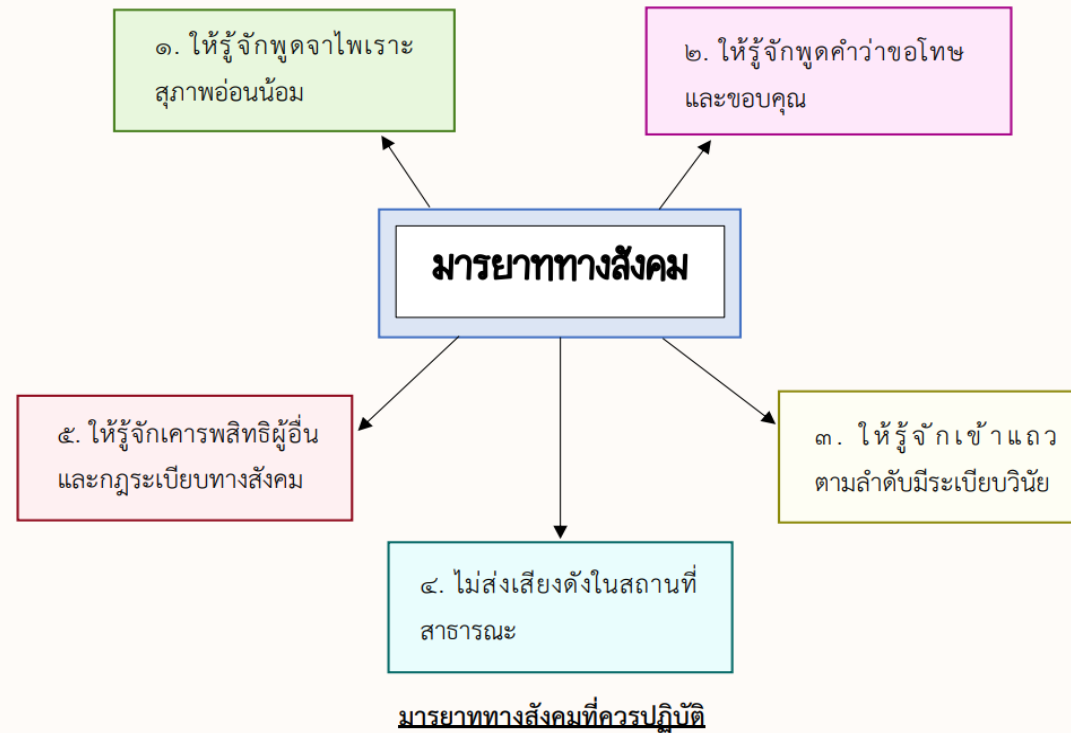 ๑. ให้รู้จักพูดจาไพเราะ
สุภาพอ่อนน้อม
๒. ให้รู้จักพูดคำว่าขอโทษ
และขอบคุณ
มารยาททางสังคม
๓. ให้รู้จักเข้าแถว
ตามลำดับมีระเบียบวินัย
๔. ไม่ส่งเสียงดังในสถานที่
สาธารณะ
๕. ให้รู้จักเคารพสิทธิผู้อื่น
และกฎระเบียบทางสังคม
มารยาททางสังคมที่ควรปฏิบัติ